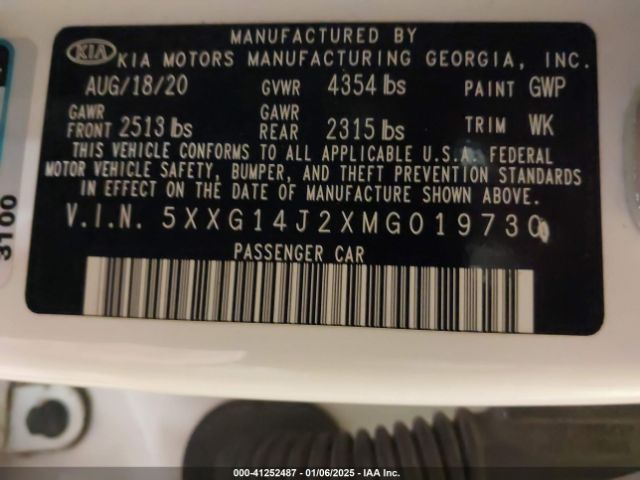 MANUFACTURED BY
KIA KIA MOTORS MANUFACTURING GEORGIA, INC.
AUG/18/20 GVWR 4354 lbs PAINT GWP
GAWR FRONT 2513 lbs GAWR REAR 2315 lbs TRIM WK
THIS VEHICLE CONFORMS TO ALL APPLICABLE U.S.A. FEDERAL
MOTOR VEHICLE SAFETY, BUMPER, AND THEFT PREVENTION STANDARDS
IN EFFECT ON THE DATE OF MANUFACTURE SHOWN ABOVE.
V.I.N. 5XXG14J2XMG019730
PASSENGER CAR
3100
000-41252487 - 01/06/2025 - IAA Inc.